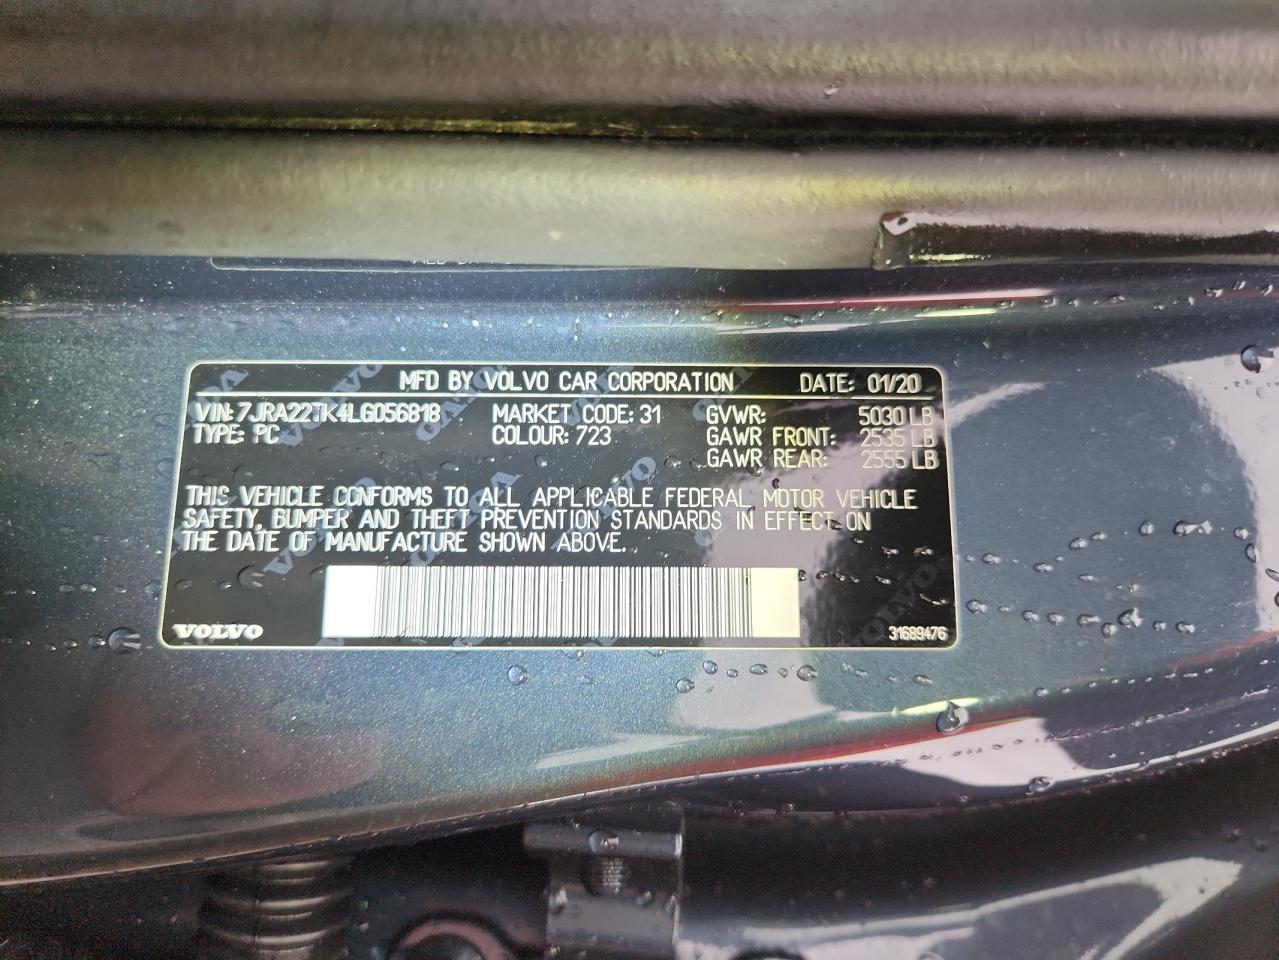 MFD BY VOLVO CAR CORPORATION DATE: 01/20
VIN: 7JRA22TK4LG056818 MARKET CODE: 31 GVWR: 5030 LB
TYPE: PC COLOUR: 723 GAWR FRONT: 2535 LB
GAWR REAR: 2555 LB
THIS VEHICLE CONFORMS TO ALL APPLICABLE FEDERAL MOTOR VEHICLE
SAFETY, BUMPER AND THEFT PREVENTION STANDARDS IN EFFECT ON
THE DATE OF MANUFACTURE SHOWN ABOVE.
VOLVO 31689476